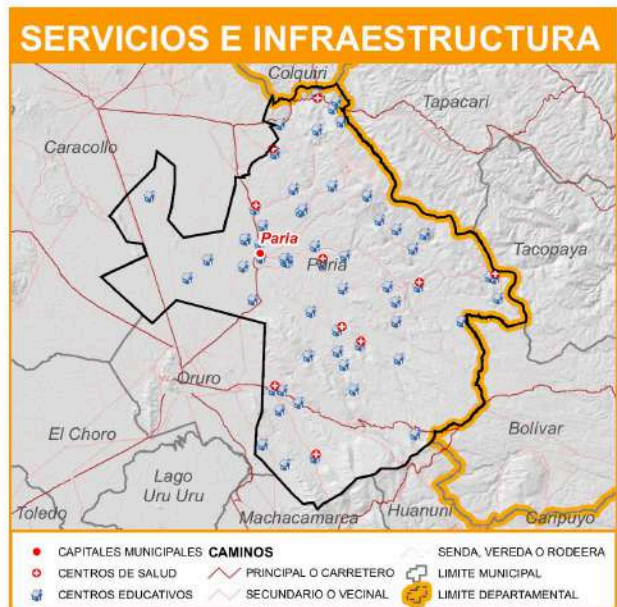 SERVICIOS E INFRAESTRUCTURA
Colquiri
Tapacari
Caracollo
Paria
Tacopaya
Paria
Oruro
El Choro
Bolívar
Lago
Uru Uru
Toledo
Machacamarca
Huanuni
Caripuyo
CAPITALES MUNICIPALES
CENTROS DE SALUD
CENTROS EDUCATIVOS
CAMINOS
PRINCIPAL O CARRETERO
SECUNDARIO O VECINAL
SENDA, VEREDA O RODEERA
LIMITE MUNICIPAL
LIMITE DEPARTAMENTAL